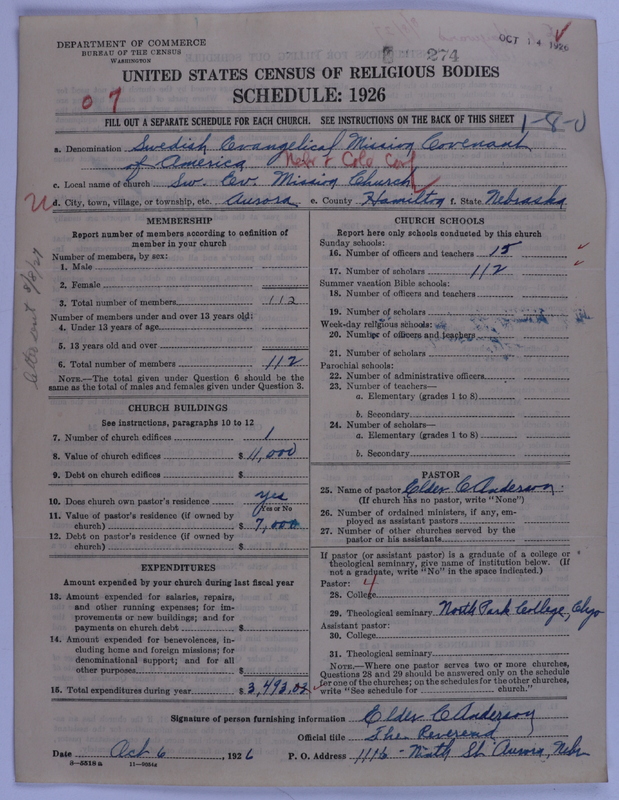 DEPARTMENT OF COMMERCE
BUREAU OF THE CENSUS
WASHINGTON
OCT 14 1926
274
UNITED STATES CENSUS OF RELIGIOUS BODIES
SCHEDULE: 1926
FILL OUT A SEPARATE SCHEDULE FOR EACH CHURCH. SEE INSTRUCTIONS ON THE BACK OF THIS SHEET
1-8-0
07
a. Denomination Swedish Evangelical Mission Covenant
of America Nebr & Colo Conf
c. Local name of church Sw. Ev. Mission Church
d. City, town, village, or township, etc. Aurora e. County Hamilton f. State Nebraska
MEMBERSHIP
Report number of members according to definition of
member in your church
Number of members, by sex:
1. Male
2. Female
3. Total number of members 112
Number of members under and over 13 years old:
4. Under 13 years of age
5. 13 years old and over
6. Total number of members 112
NOTE.—The total given under Question 6 should be the
same as the total of males and females given under Question 3.
CHURCH BUILDINGS
See instructions, paragraphs 10 to 12
7. Number of church edifices 1
8. Value of church edifices $ 11,000
9. Debt on church edifices $
10. Does church own pastor's residence yes
Yes or No
11. Value of pastor's residence (if owned by
church) $ 7,000
12. Debt on pastor's residence (if owned by
church) $
EXPENDITURES
Amount expended by your church during last fiscal year
13. Amount expended for salaries, repairs,
and other running expenses; for im-
provements or new buildings; and for
payments on church debt $
14. Amount expended for benevolences, in-
cluding home and foreign missions; for
denominational support; and for all
other purposes $
15. Total expenditures during year $ 3,493.02
CHURCH SCHOOLS
Report here only schools conducted by this church
Sunday schools:
16. Number of officers and teachers 15
17. Number of scholars 112
Summer vacation Bible schools:
18. Number of officers and teachers
19. Number of scholars
Week-day religious schools:
20. Number of officers and teachers
21. Number of scholars
Parochial schools:
22. Number of administrative officers
23. Number of teachers—
a. Elementary (grades 1 to 8)
b. Secondary
24. Number of scholars—
a. Elementary (grades 1 to 8)
b. Secondary
PASTOR
25. Name of pastor Elder C Anderson
(If church has no pastor, write "None")
26. Number of ordained ministers, if any, em-
ployed as assistant pastors
27. Number of other churches served by the
pastor or his assistants
If pastor (or assistant pastor) is a graduate of a college or
theological seminary, give name of institution below. (If
not a graduate, write "No" in the space indicated.)
Pastor: 4
28. College
29. Theological seminary North Park College, Chgo
Assistant pastor:
30. College
31. Theological seminary
NOTE.—Where one pastor serves two or more churches,
Questions 28 and 29 should be answered only on the schedule
for one of the churches; on the schedules for the other churches,
write "See schedule for church."
Signature of person furnishing information Elder C Anderson
Official title The Reverend
Date Oct 6, 1926 P. O. Address 1116 - Ninth St. Aurora, Nebr
8-5518a 11-9054a